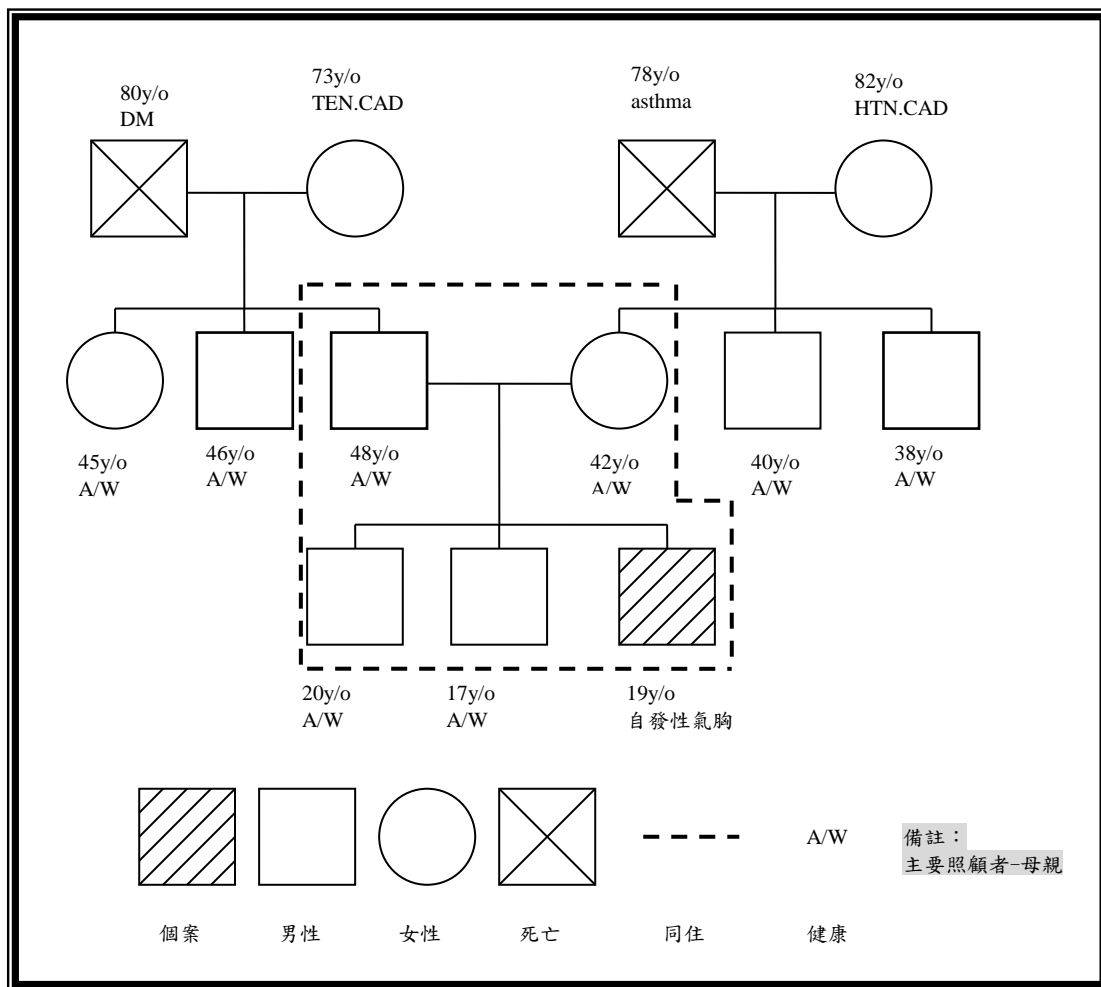 80y/o
DM
73y/o
TEN.CAD
78y/o
asthma
82y/o
HTN.CAD
45y/o
A/W
46y/o
A/W
48y/o
A/W
42y/o
A/W
40y/o
A/W
38y/o
A/W
20y/o
A/W
17y/o
A/W
19y/o
自發性氣胸
A/W
備註：
主要照顧者-母親
個案
男性
女性
死亡
同住
健康